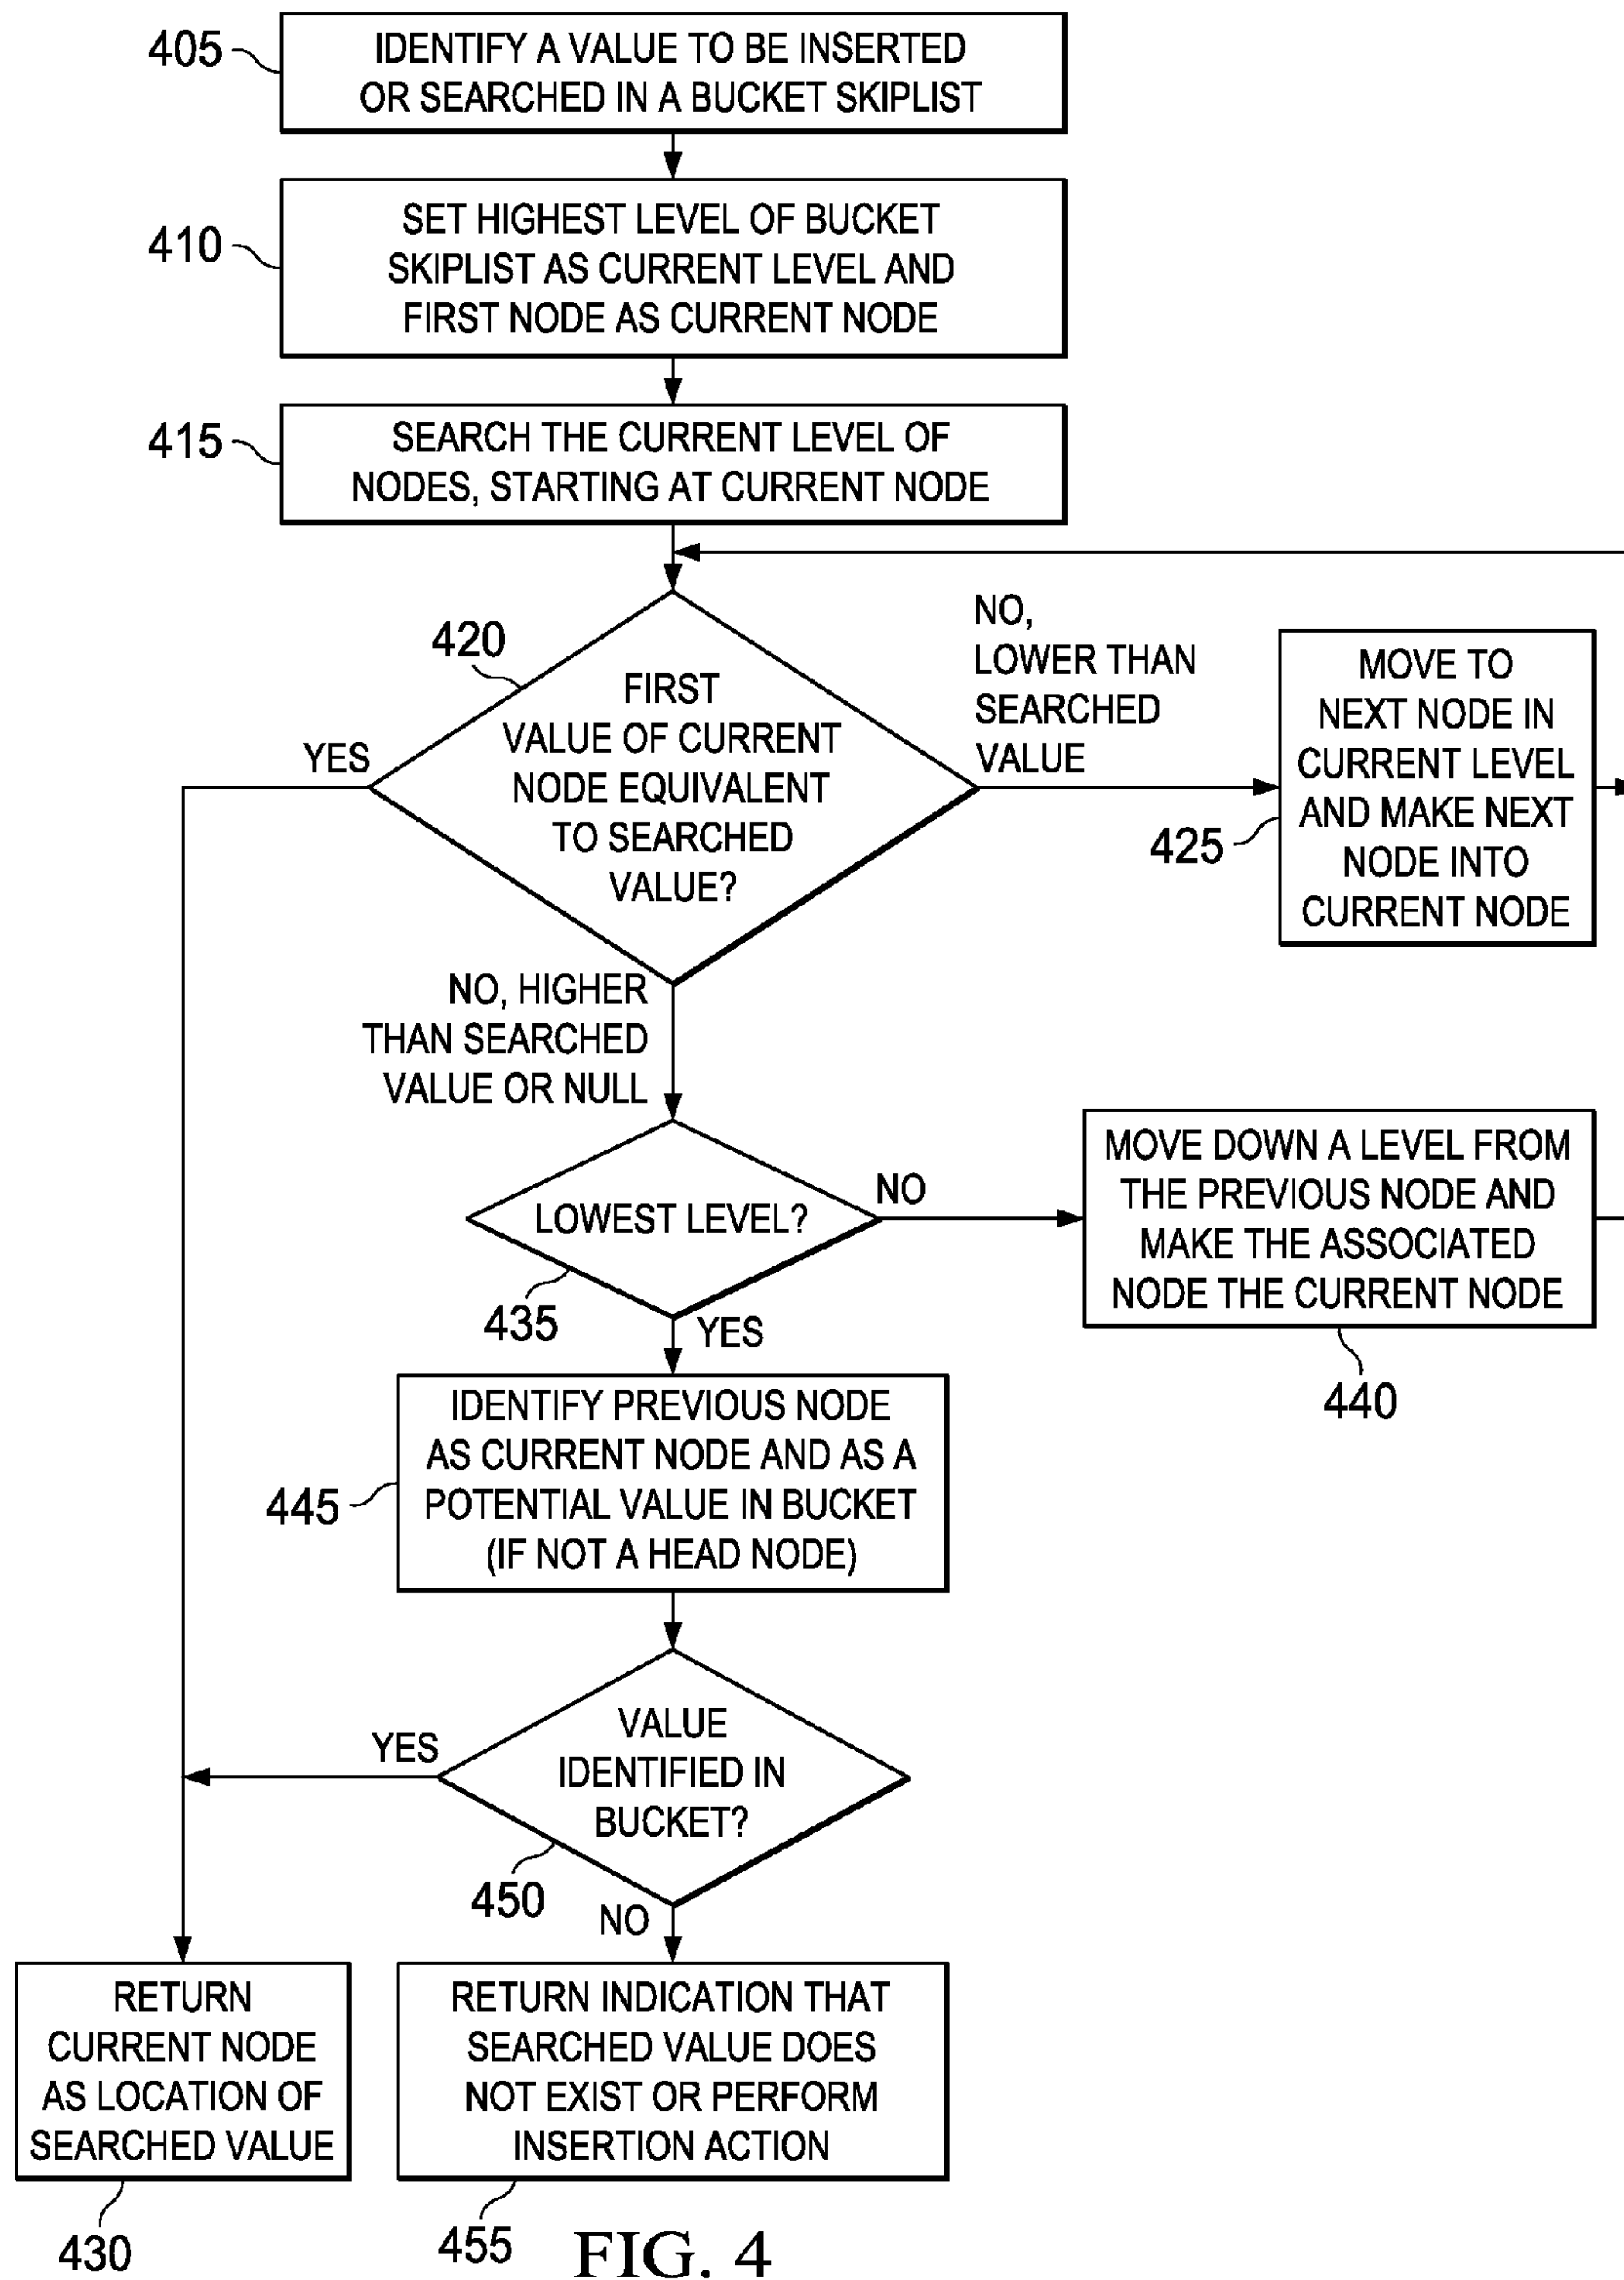 405
IDENTIFY A VALUE TO BE INSERTED
OR SEARCHED IN A BUCKET SKIPLIST
410
SET HIGHEST LEVEL OF BUCKET
SKIPLIST AS CURRENT LEVEL AND
FIRST NODE AS CURRENT NODE
415
SEARCH THE CURRENT LEVEL OF
NODES, STARTING AT CURRENT NODE
420
FIRST
VALUE OF CURRENT
NODE EQUIVALENT
TO SEARCHED
VALUE?
YES
NO,
LOWER THAN
SEARCHED
VALUE
MOVE TO
NEXT NODE IN
CURRENT LEVEL
AND MAKE NEXT
NODE INTO
CURRENT NODE
425
NO, HIGHER
THAN SEARCHED
VALUE OR NULL
LOWEST LEVEL?
435
NO
MOVE DOWN A LEVEL FROM
THE PREVIOUS NODE AND
MAKE THE ASSOCIATED
NODE THE CURRENT NODE
440
YES
445
IDENTIFY PREVIOUS NODE
AS CURRENT NODE AND AS A
POTENTIAL VALUE IN BUCKET
(IF NOT A HEAD NODE)
VALUE
IDENTIFIED IN
BUCKET?
YES
450
NO
RETURN
CURRENT NODE
AS LOCATION OF
SEARCHED VALUE
430
RETURN INDICATION THAT
SEARCHED VALUE DOES
NOT EXIST OR PERFORM
INSERTION ACTION
455
FIG. 4